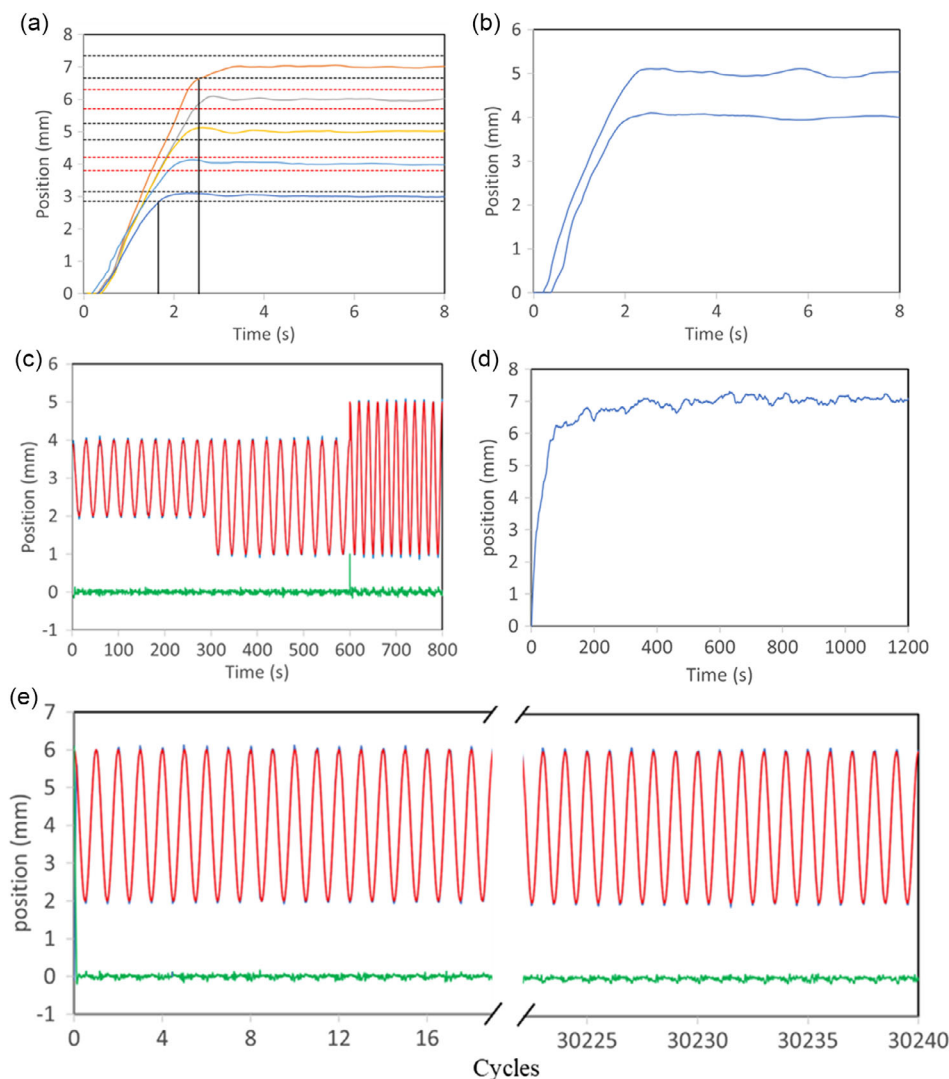 (a)
8
7
6
5
4
3
2
1
0
0 2 4 6 8
Position (mm)
Time (s)
(b)
6
5
4
3
2
1
0
0 2 4 6 8
Position (mm)
Time (s)
(c)
6
5
4
3
2
1
0
-1
0 100 200 300 400 500 600 700 800
Position (mm)
Time (s)
(d)
8
7
6
5
4
3
2
1
0
0 200 400 600 800 1000 1200
position (mm)
Time (s)
(e)
7
6
5
4
3
2
1
0
-1
0 4 8 12 16 30225 30230 30235 30240
position (mm)
Cycles